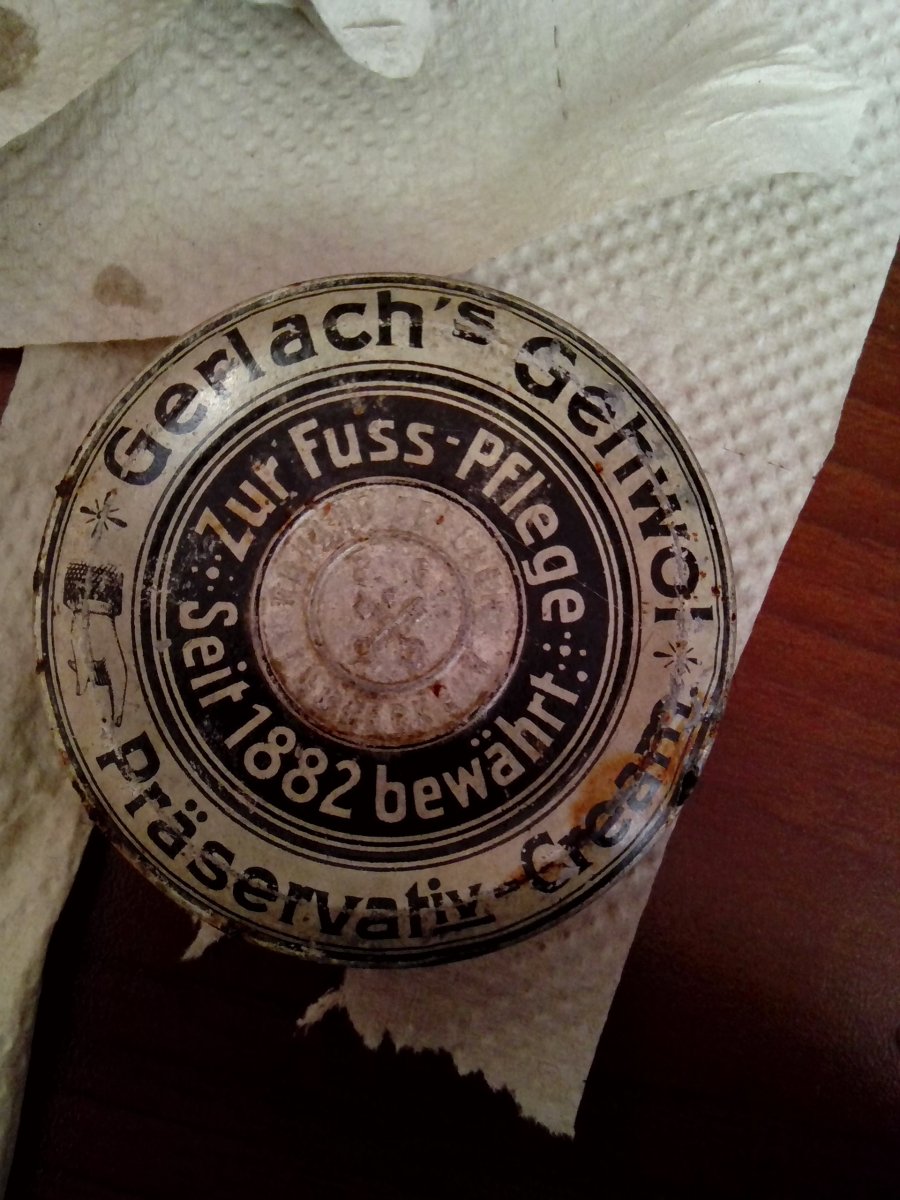 Gerlach's Gehwol
Präservativ-Cream.
Zur Fuss-Pflege
Seit 1882 bewährt.